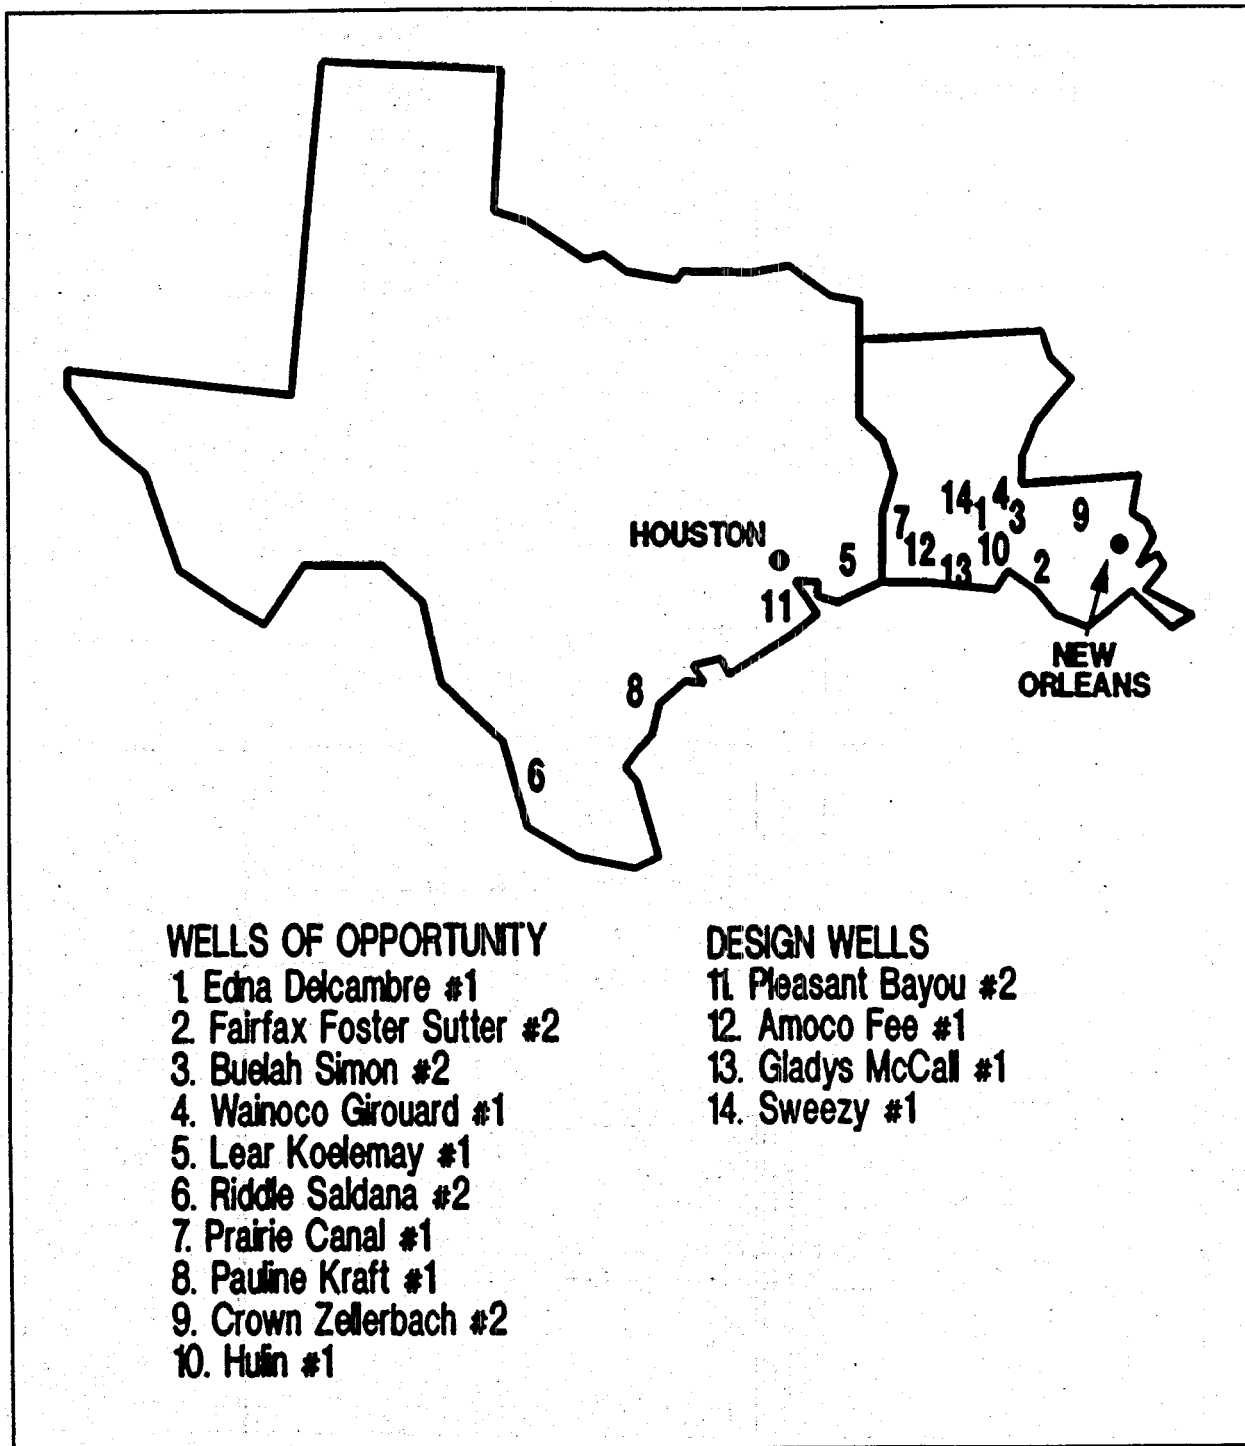 HOUSTON
14
1
4
3
9
7
12
10
5
13
2
11
NEW
ORLEANS
8
6
WELLS OF OPPORTUNITY
1. Edna Delcambre #1
2. Fairfax Foster Sutter #2
3. Buelah Simon #2
4. Wainoco Girouard #1
5. Lear Koelemay #1
6. Riddle Saldana #2
7. Prairie Canal #1
8. Pauline Kraft #1
9. Crown Zellerbach #2
10. Hulin #1
DESIGN WELLS
11. Pleasant Bayou #2
12. Amoco Fee #1
13. Gladys McCall #1
14. Sweezy #1